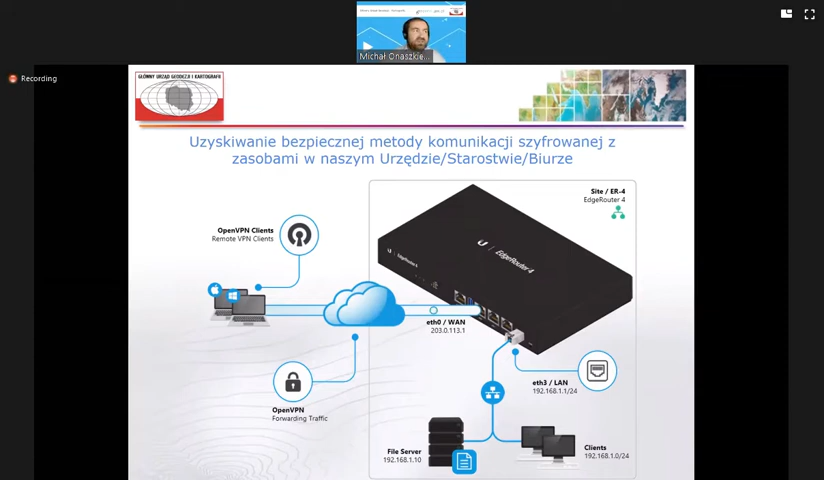 Michał Onaszkie...
Recording
GŁÓWNY URZĄD GEODEZJI I KARTOGRAFII
Uzyskiwanie bezpiecznej metody komunikacji szyfrowanej z
zasobami w naszym Urzędzie/Starostwie/Biurze
Site / ER-4
EdgeRouter 4
OpenVPN Clients
Remote VPN Clients
EdgeRouter 4
EdgeRouter 4
eth0 / WAN
203.0.113.1
eth3 / LAN
192.168.1.1/24
OpenVPN
Forwarding Traffic
File Server
192.168.1.10
Clients
192.168.1.0/24